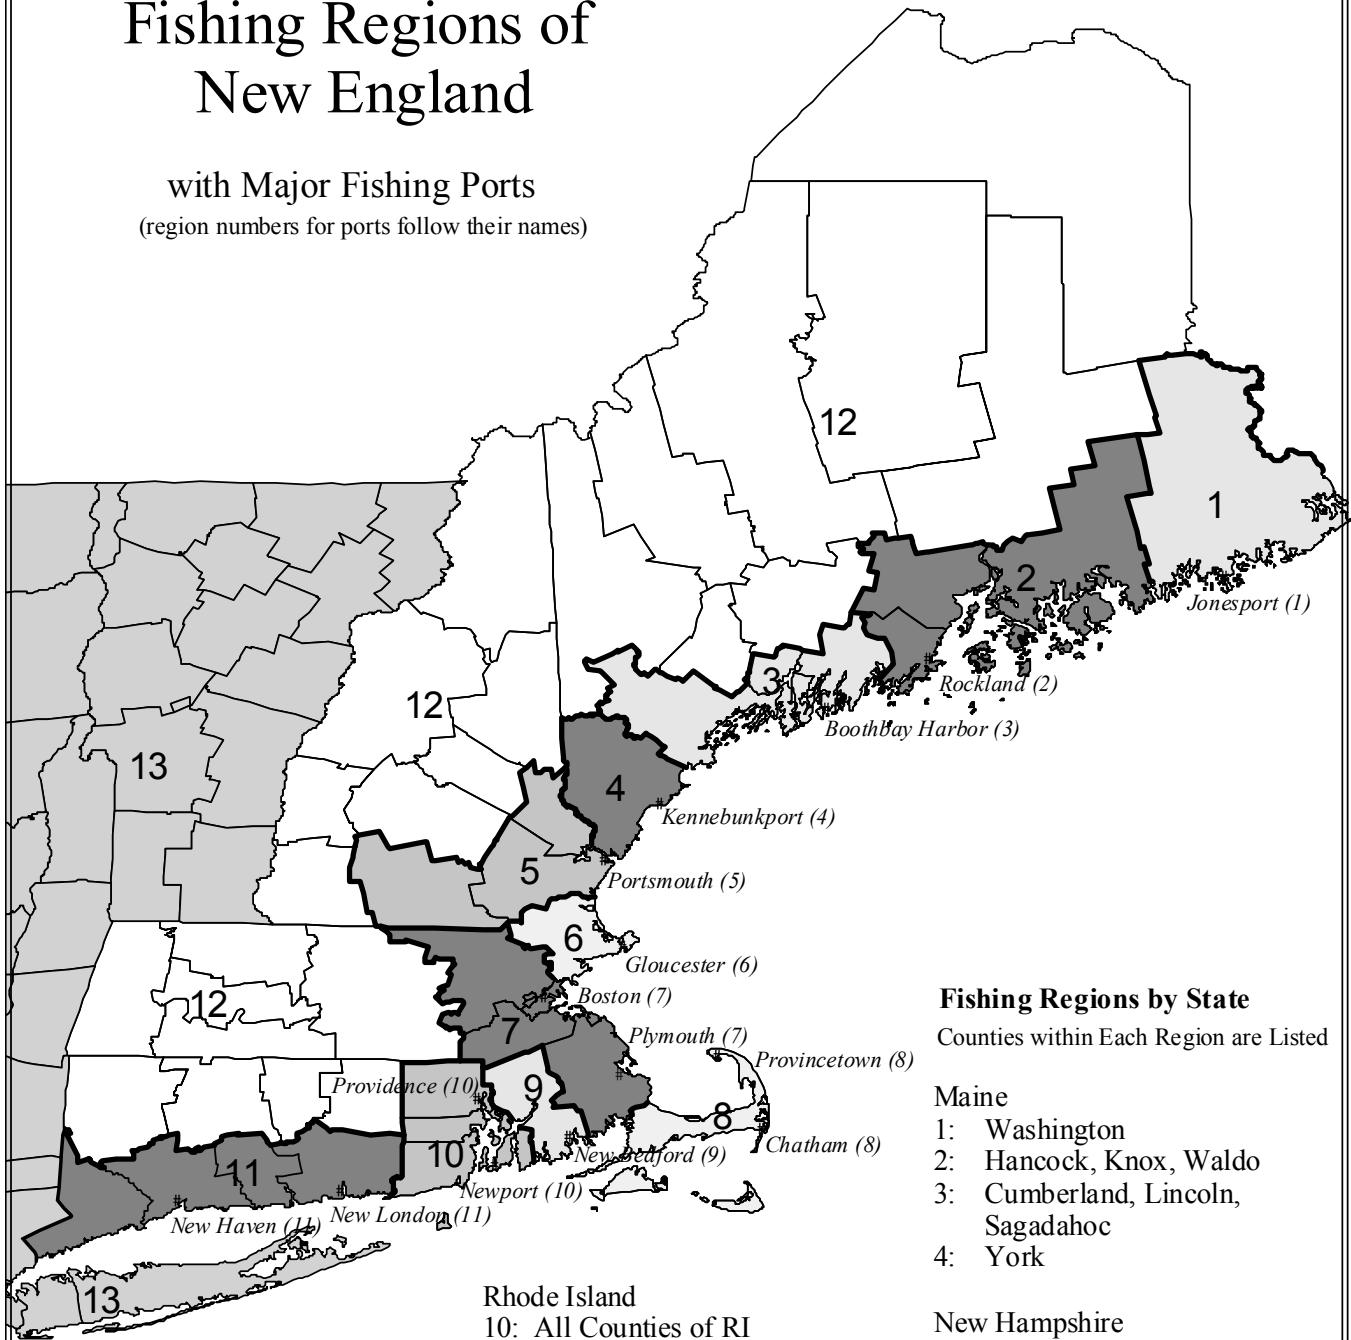 Fishing Regions of
New England
with Major Fishing Ports
(region numbers for ports follow their names)
12
1
2
Jonesport (1)
3
Rockland (2)
12
Boothbay Harbor (3)
13
4
Kennebunkport (4)
5
Portsmouth (5)
6
Gloucester (6)
Boston (7)
12
7
Plymouth (7)
Provincetown (8)
Providence (10)
9
8
Chatham (8)
10
New Bedford (9)
11
Newport (10)
New Haven (11)
New London (11)
13
Fishing Regions by State
Counties within Each Region are Listed
Maine
1: Washington
2: Hancock, Knox, Waldo
3: Cumberland, Lincoln,
Sagadahoc
4: York
New Hampshire
Rhode Island
10: All Counties of RI